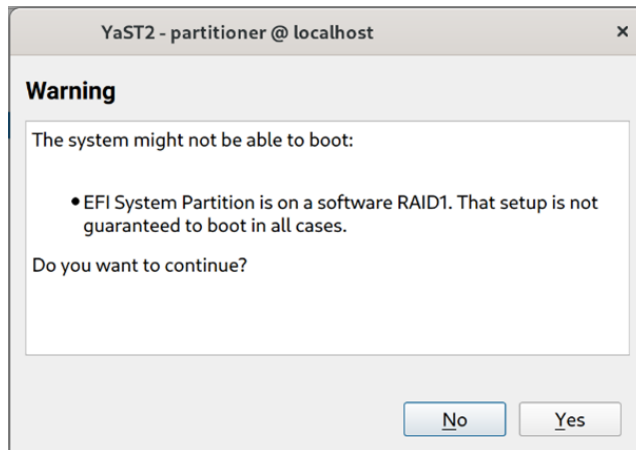 YaST2 - partitioner @ localhost
Warning
The system might not be able to boot:
• EFI System Partition is on a software RAID1. That setup is not
guaranteed to boot in all cases.
Do you want to continue?
No Yes